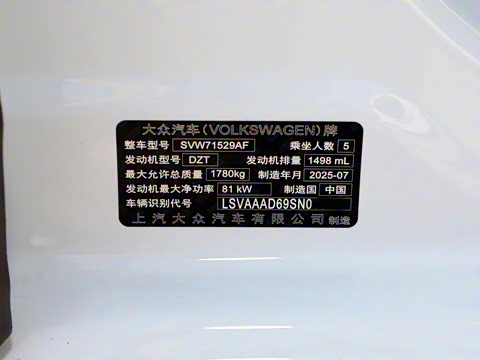 大众汽车(VOLKSWAGEN)牌
整车型号 SVW71529AF 乘坐人数 5
发动机型号 DZT 发动机排量 1498 mL
最大允许总质量 1780kg 制造年月 2025-07
发动机最大净功率 81 kW 制造国 中国
车辆识别代号 LSVAAAD69SN0
上汽大众汽车有限公司 制造